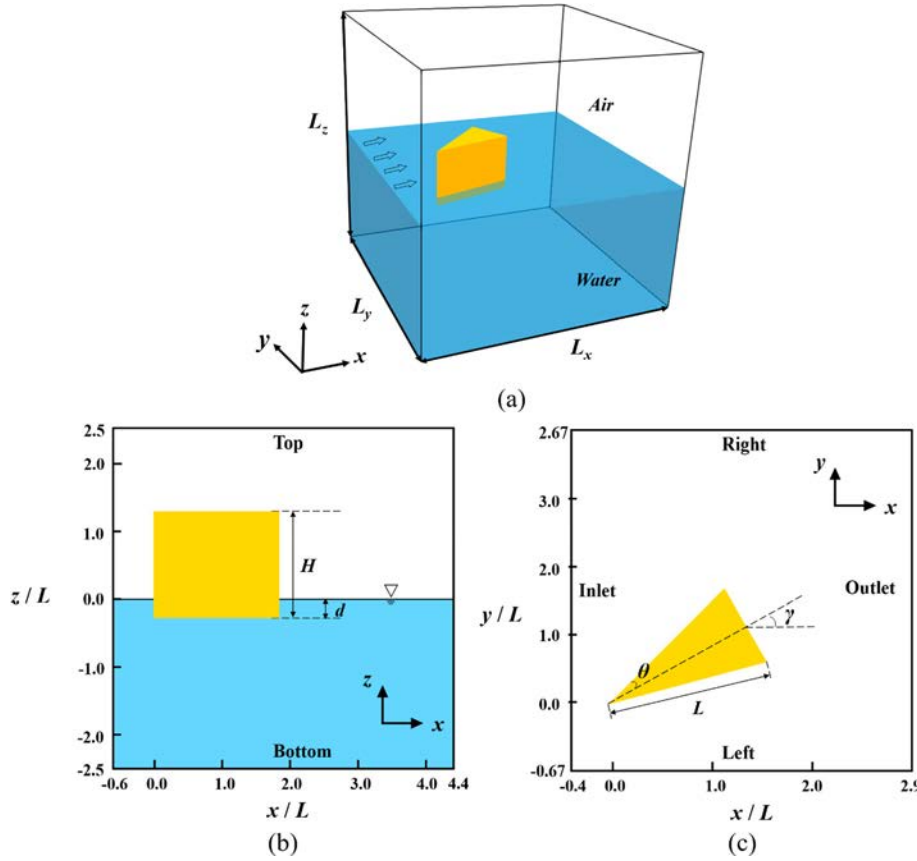 Air
L_z
Water
L_y
z
y
x
L_x
(a)
2.5
Top
2.0
1.0
H
z / L
0.0
d
-1.0
z
x
-2.0
Bottom
-2.5
-0.6 0.0 1.0 2.0 3.0 4.0 4.4
x / L
(b)
2.67
Right
y
x
3.0
2.0
Inlet
Outlet
y / L
1.0
γ
θ
0.0
L
Left
-0.67
-0.4 0.0 1.0 2.0 2.9
x / L
(c)